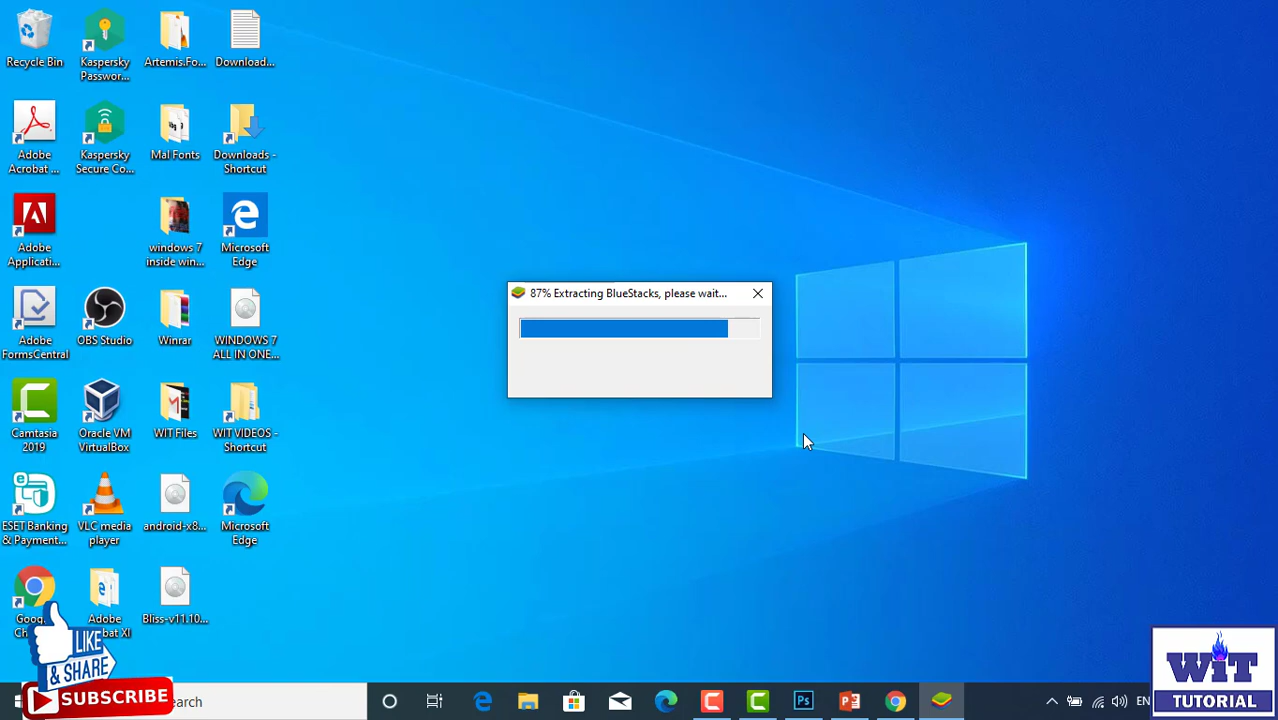 Recycle Bin
Kaspersky
Passwor...
Artemis.Fo...
Download...
Adobe
Acrobat ...
Kaspersky
Secure Co...
Mal Fonts
Downloads -
Shortcut
Adobe
Applicati...
windows 7
inside win...
Microsoft
Edge
87% Extracting BlueStacks, please wait...
Adobe
FormsCentral
OBS Studio
Winrar
WINDOWS 7
ALL IN ONE...
Camtasia
2019
Oracle VM
VirtualBox
WIT Files
WIT VIDEOS -
Shortcut
ESET Banking
& Payment...
VLC media
player
android-x8...
Microsoft
Edge
Adobe
Bliss-v11.10...
LIKE
& SHARE
SUBSCRIBE
Ps
EN
WIT
TUTORIAL